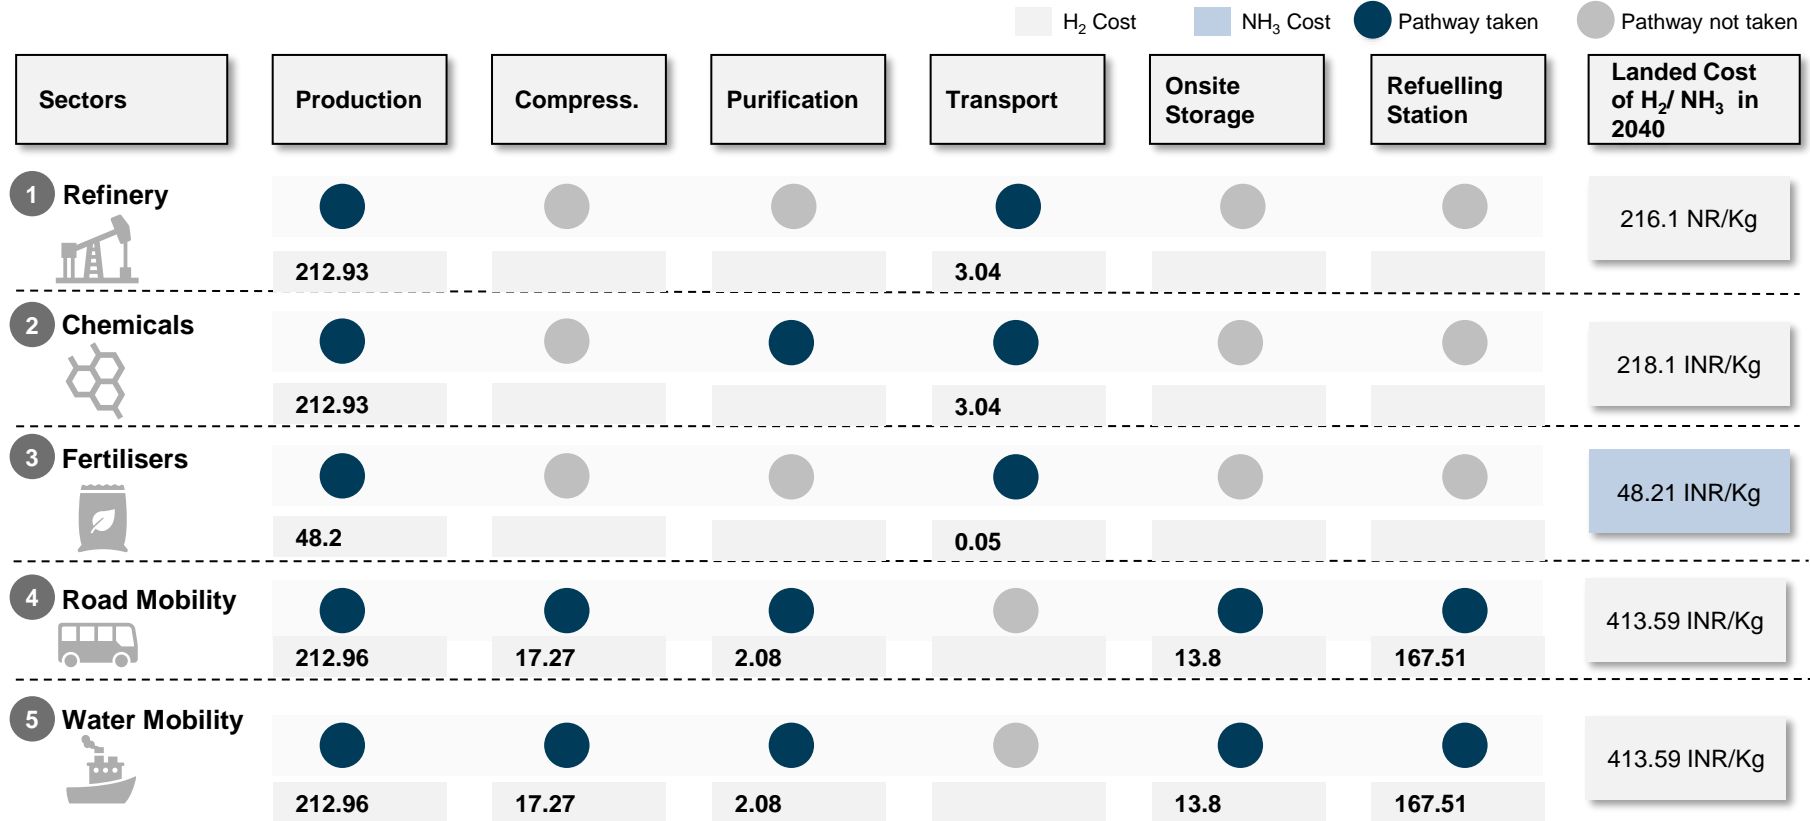 H₂ Cost
NH₃ Cost
Pathway taken
Pathway not taken
Sectors
Production
Compress.
Purification
Transport
Onsite
Storage
Refuelling
Station
Landed Cost
of H₂/ NH₃ in
2040
1 Refinery
216.1 NR/Kg
212.93
3.04
2 Chemicals
218.1 INR/Kg
212.93
3.04
3 Fertilisers
48.21 INR/Kg
48.2
0.05
4 Road Mobility
413.59 INR/Kg
212.96
17.27
2.08
13.8
167.51
5 Water Mobility
413.59 INR/Kg
212.96
17.27
2.08
13.8
167.51